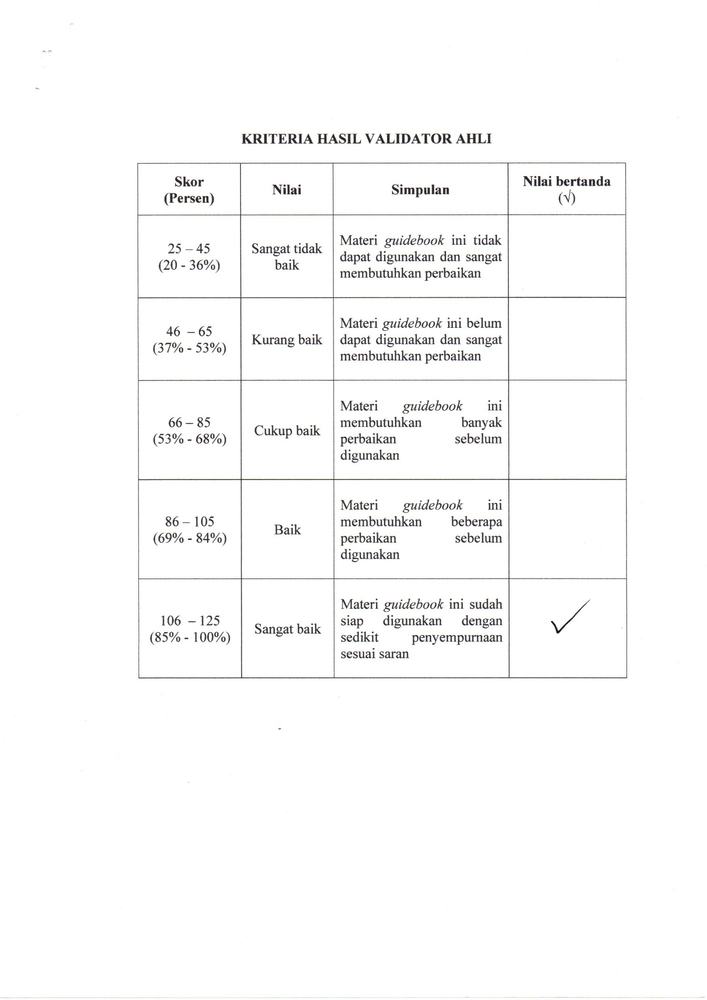 KRITERIA HASIL VALIDATOR AHLI
Skor
(Persen)
Nilai
Simpulan
Nilai bertanda
(√)
25 – 45
(20 - 36%)
Sangat tidak
baik
Materi guidebook ini tidak
dapat digunakan dan sangat
membutuhkan perbaikan
46 – 65
(37% - 53%)
Kurang baik
Materi guidebook ini belum
dapat digunakan dan sangat
membutuhkan perbaikan
66 – 85
(53% - 68%)
Cukup baik
Materi guidebook ini
membutuhkan banyak
perbaikan sebelum
digunakan
86 – 105
(69% - 84%)
Baik
Materi guidebook ini
membutuhkan beberapa
perbaikan sebelum
digunakan
106 – 125
(85% - 100%)
Sangat baik
Materi guidebook ini sudah
siap digunakan dengan
sedikit penyempurnaan
sesuai saran
✓